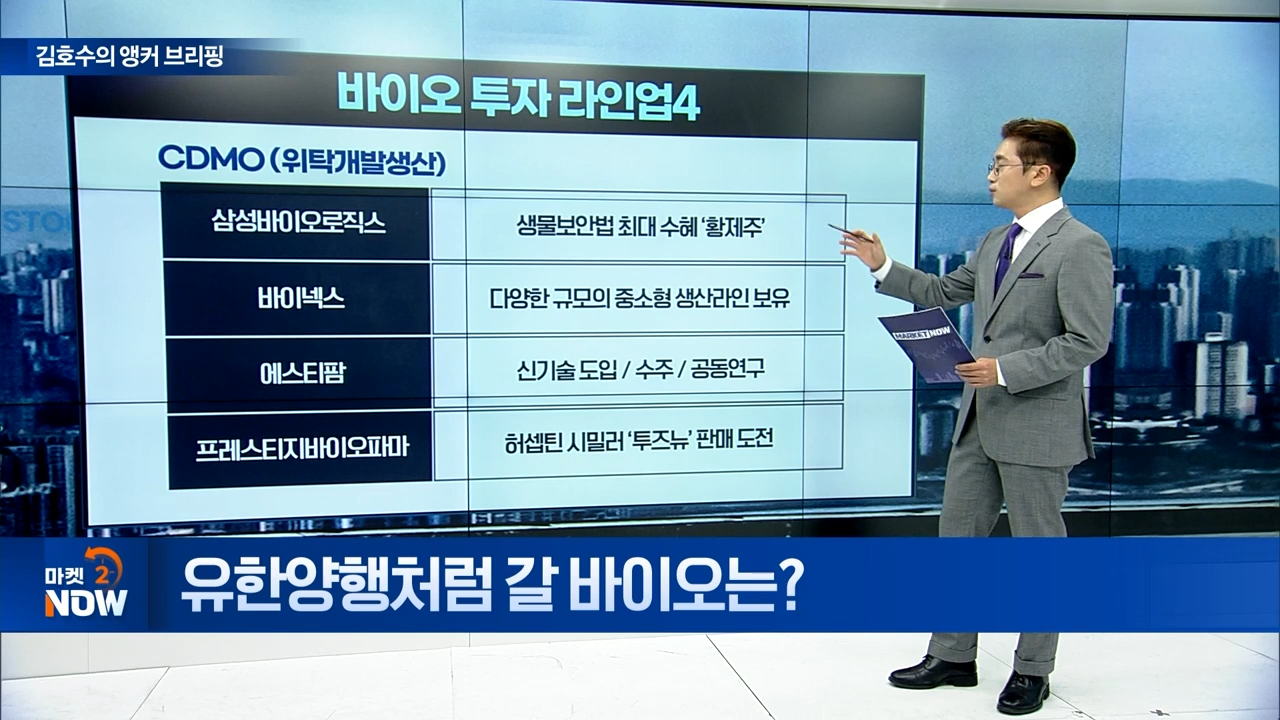 김호수의 앵커 브리핑
바이오 투자 라인업4
CDMO (위탁개발생산)
삼성바이오로직스
생물보안법 최대 수혜 ‘황제주’
바이넥스
다양한 규모의 중소형 생산라인 보유
에스티팜
신기술 도입 / 수주 / 공동연구
프레스티지바이오파마
허셉틴 시밀러 ‘투즈뉴’ 판매 도전
STOC
MARKET NOW
마켓 2
NOW
유한양행처럼 갈 바이오는?